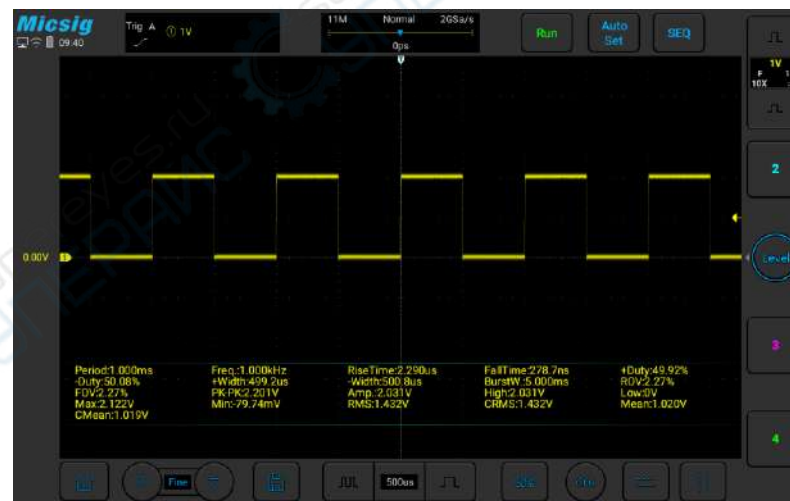 Micsig
09:40
Trig A ① 1V
11M Normal 2GSa/s
0ps
Run
Auto Set
SEQ
1V
F
10X
2
0.00V
1
Level
3
4
Period:1.000ms Freq.:1.000kHz RiseTime:2.290us FallTime:278.7ns +Duty:49.92%
-Duty:50.08% +Width:499.2us -Width:500.8us BurstW.:5.000ms ROV:2.27%
FOV:2.27% PK-PK:2.201V Amp.:2.031V High:2.031V Low:0V
Max:2.122V Min:-79.74mV RMS:1.432V CRMS:1.432V Mean:1.020V
CMean:1.019V
Fine
500us
50%